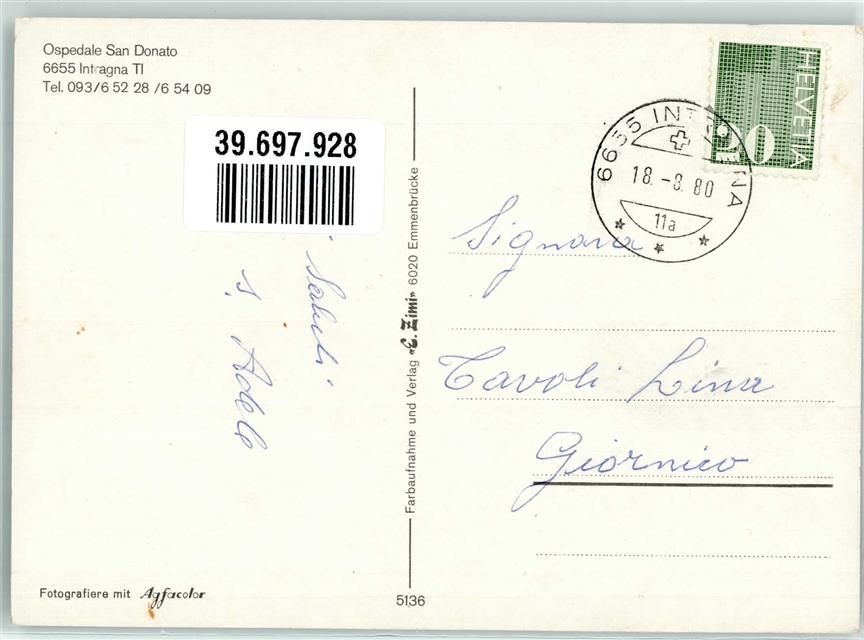 Ospedale San Donato
6655 Intragna TI
Tel. 093/6 52 28 /6 54 09
39.697.928
Saluti
S. Adele
Farbaufnahme und Verlag «E. Zimi» 6020 Emmenbrücke
HELVETIA
6655 INTRAGNA
18.-8.80
11a
Signora
Tavoli Lina
Giornico
Fotografiere mit Agfacolor
5136